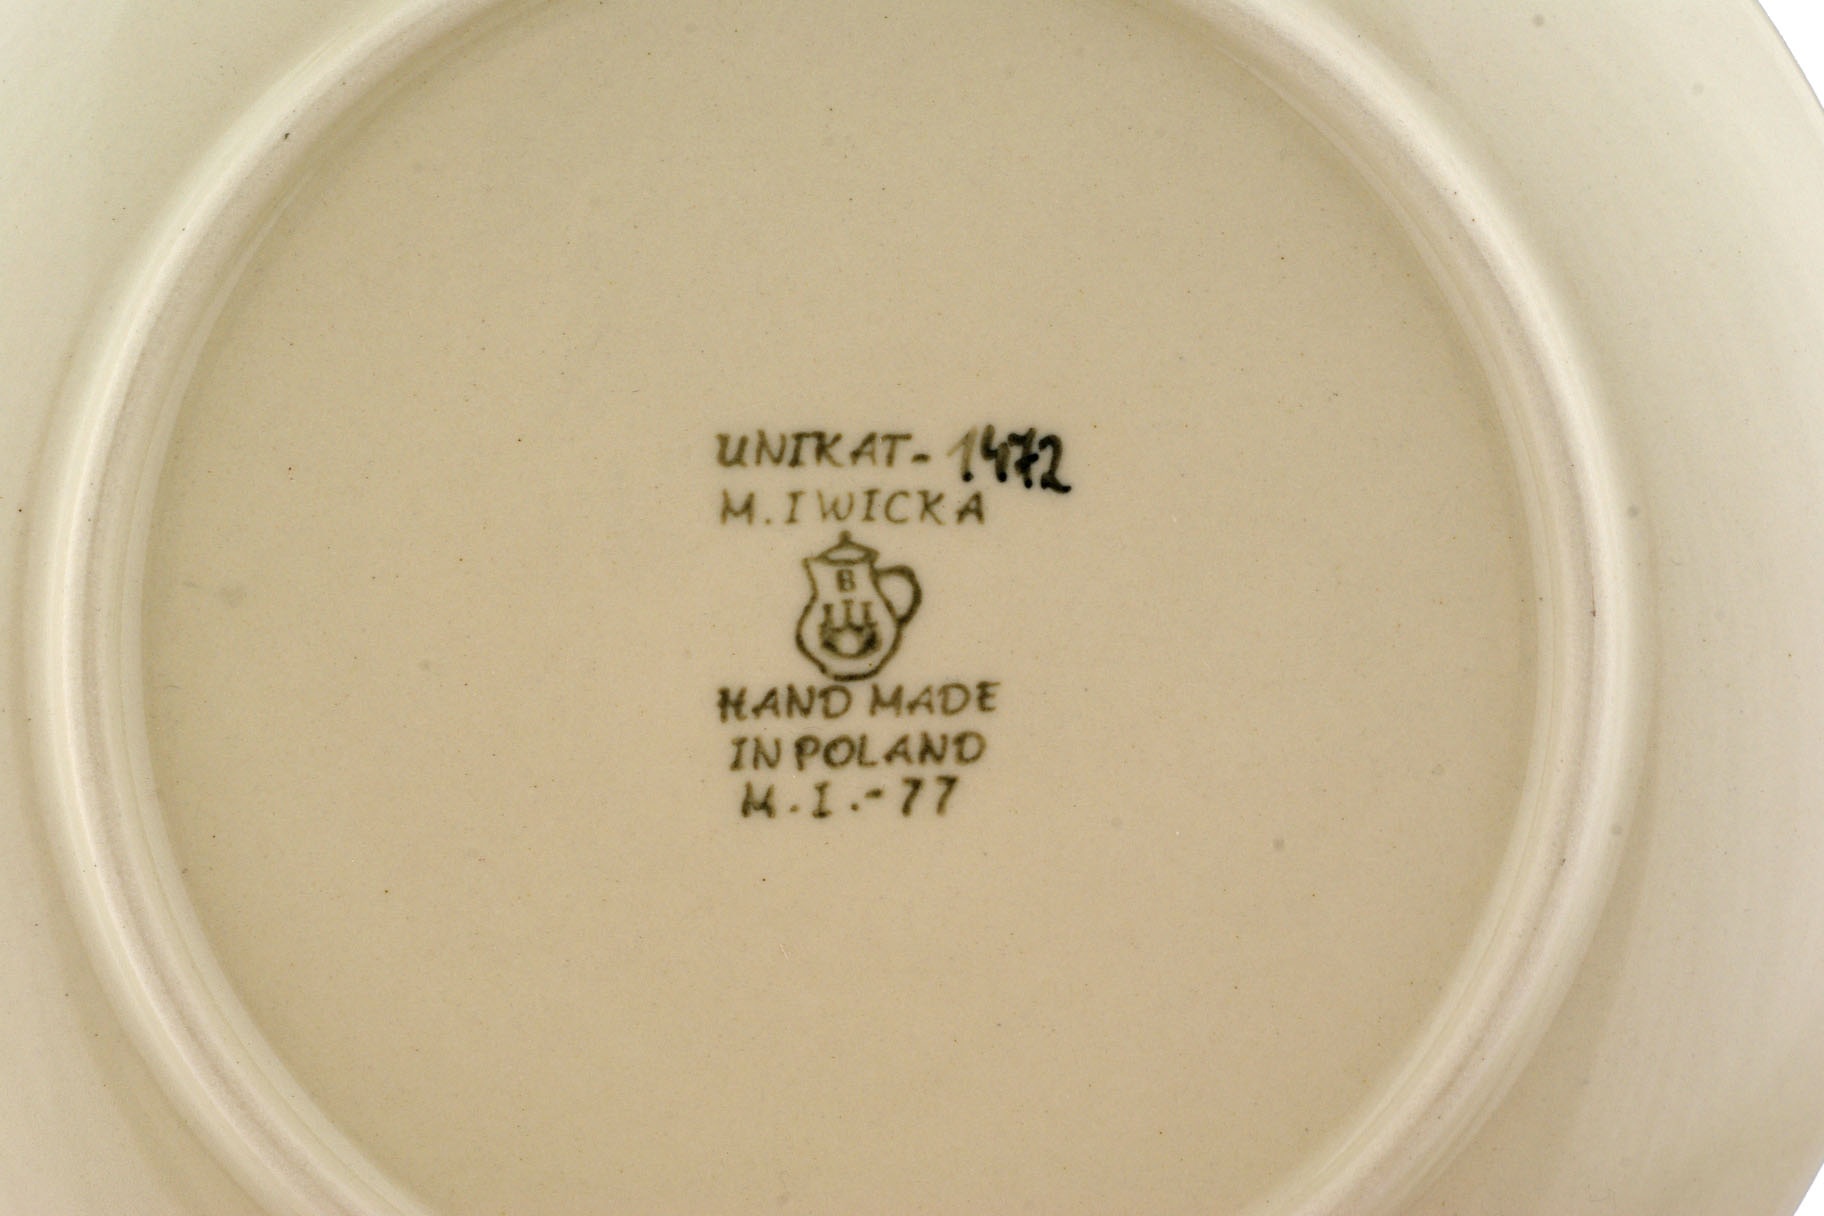 UNIKAT-1472
M. IWICKA
B
HAND MADE
IN POLAND
M.I.-77